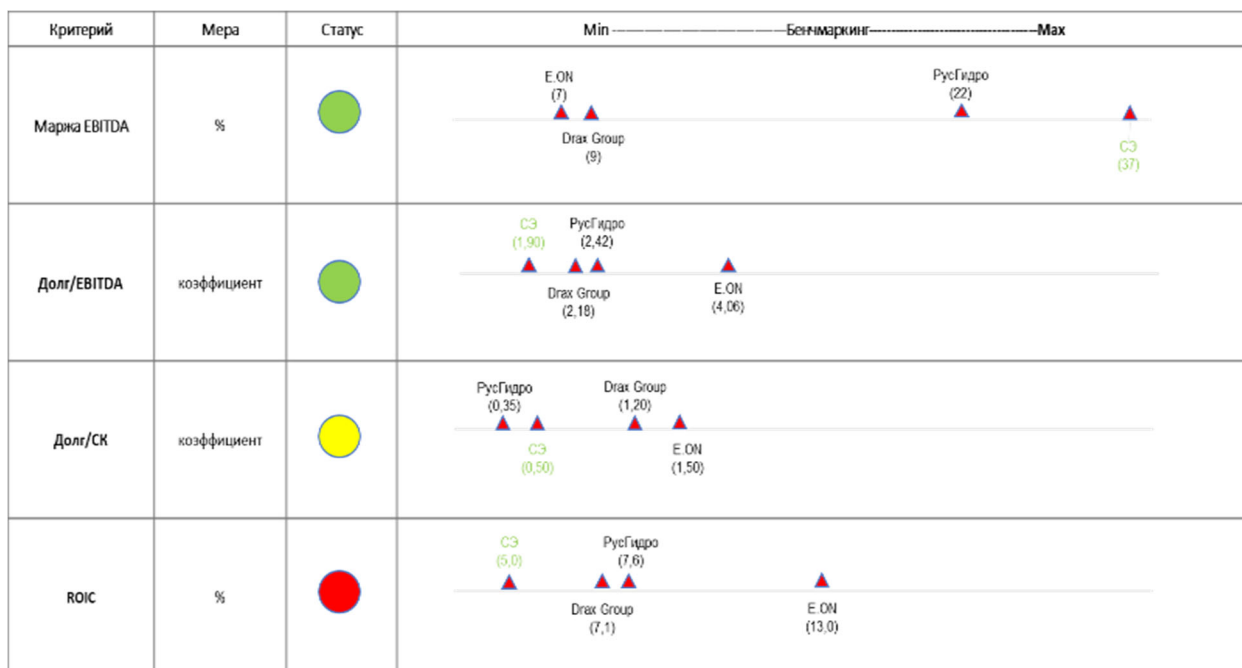 Критерий Мера Статус Min ---------------------------------Бенчмаркинг---------------------------------Max
Маржа EBITDA %
E.ON
(7)
Drax Group
(9)
РусГидро
(22)
СЭ
(37)
Долг/EBITDA коэффициент
СЭ
(1,90)
РусГидро
(2,42)
Drax Group
(2,18)
E.ON
(4,06)
Долг/СК коэффициент
РусГидро
(0,35)
Drax Group
(1,20)
СЭ
(0,50)
E.ON
(1,50)
ROIC %
СЭ
(5,0)
РусГидро
(7,6)
Drax Group
(7,1)
E.ON
(13,0)